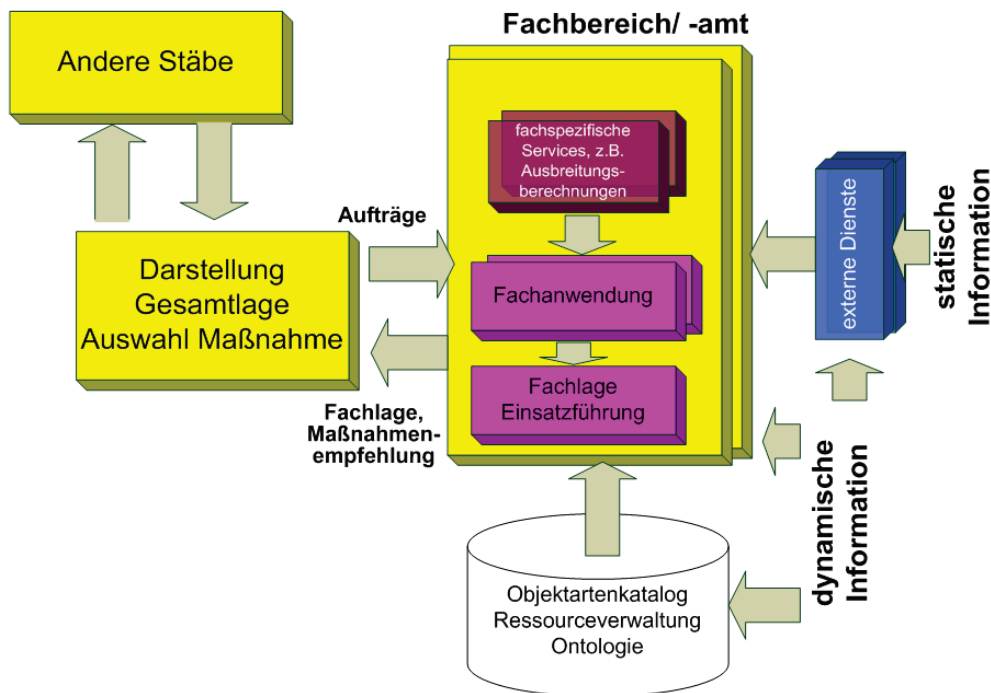 Fachbereich/ -amt
Andere Stäbe
fachspezifische
Services, z.B.
Ausbreitungs-
berechnungen
Aufträge
Darstellung
Gesamtlage
Auswahl Maßnahme
Fachanwendung
externe Dienste
statische
Information
Fachlage
Einsatzführung
Fachlage,
Maßnahmen-
empfehlung
dynamische
Information
Objektartenkatalog
Ressourceverwaltung
Ontologie